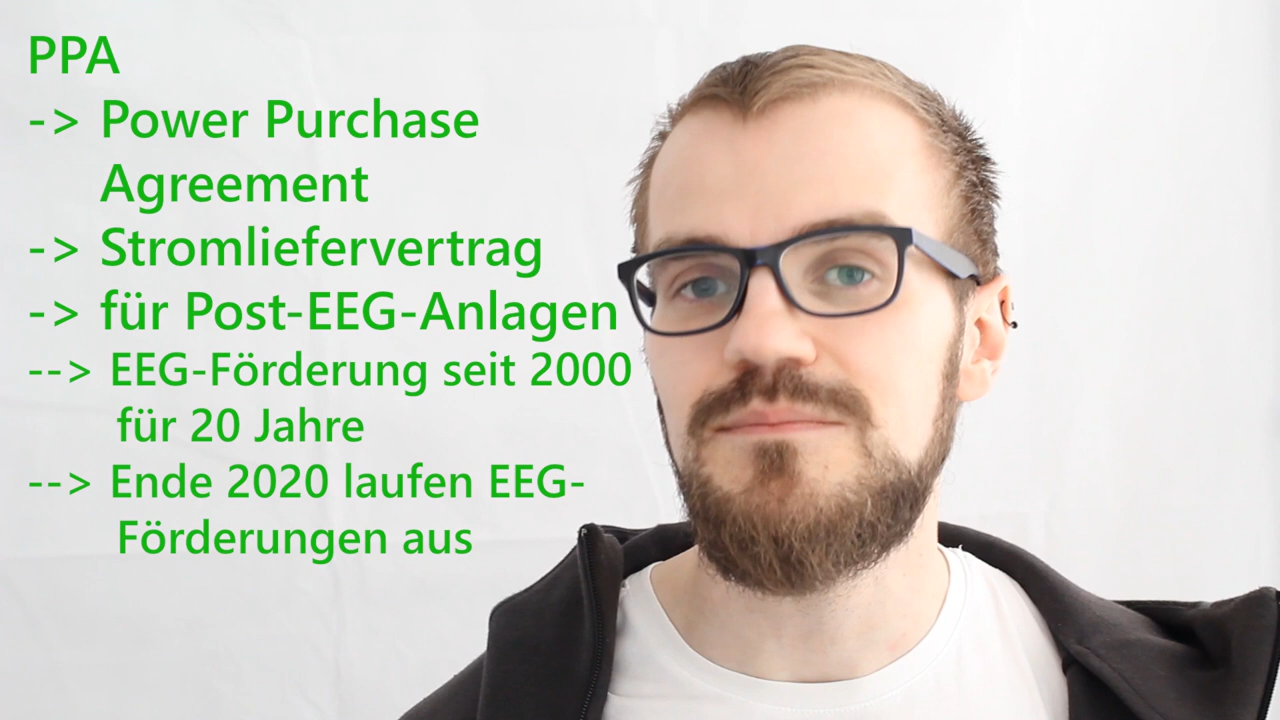 PPA
-> Power Purchase
Agreement
-> Stromliefervertrag
-> für Post-EEG-Anlagen
--> EEG-Förderung seit 2000
für 20 Jahre
--> Ende 2020 laufen EEG-
Förderungen aus